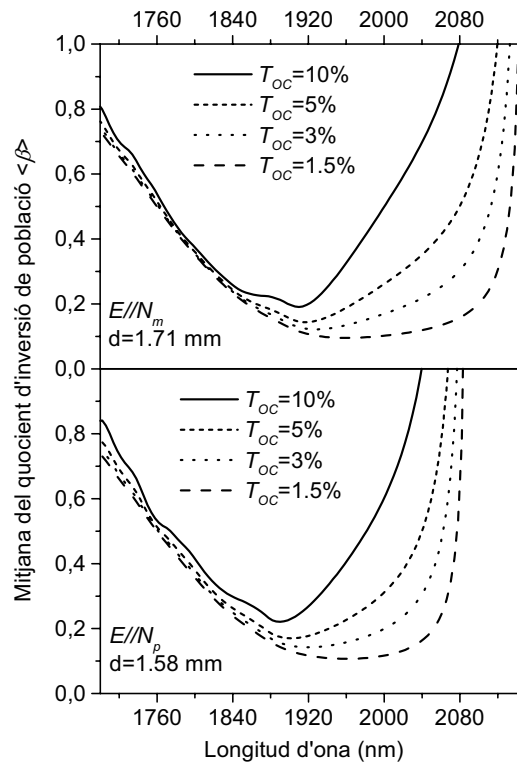 1760 1840 1920 2000 2080
1,0
0,8
0,6
0,4
0,2
0,0
T_OC=10%
T_OC=5%
T_OC=3%
T_OC=1.5%
E//N_m
d=1.71 mm
Mitjana del quocient d'inversió de població <β>
0,8
0,6
0,4
0,2
0,0
T_OC=10%
T_OC=5%
T_OC=3%
T_OC=1.5%
E//N_p
d=1.58 mm
1760 1840 1920 2000 2080
Longitud d'ona (nm)